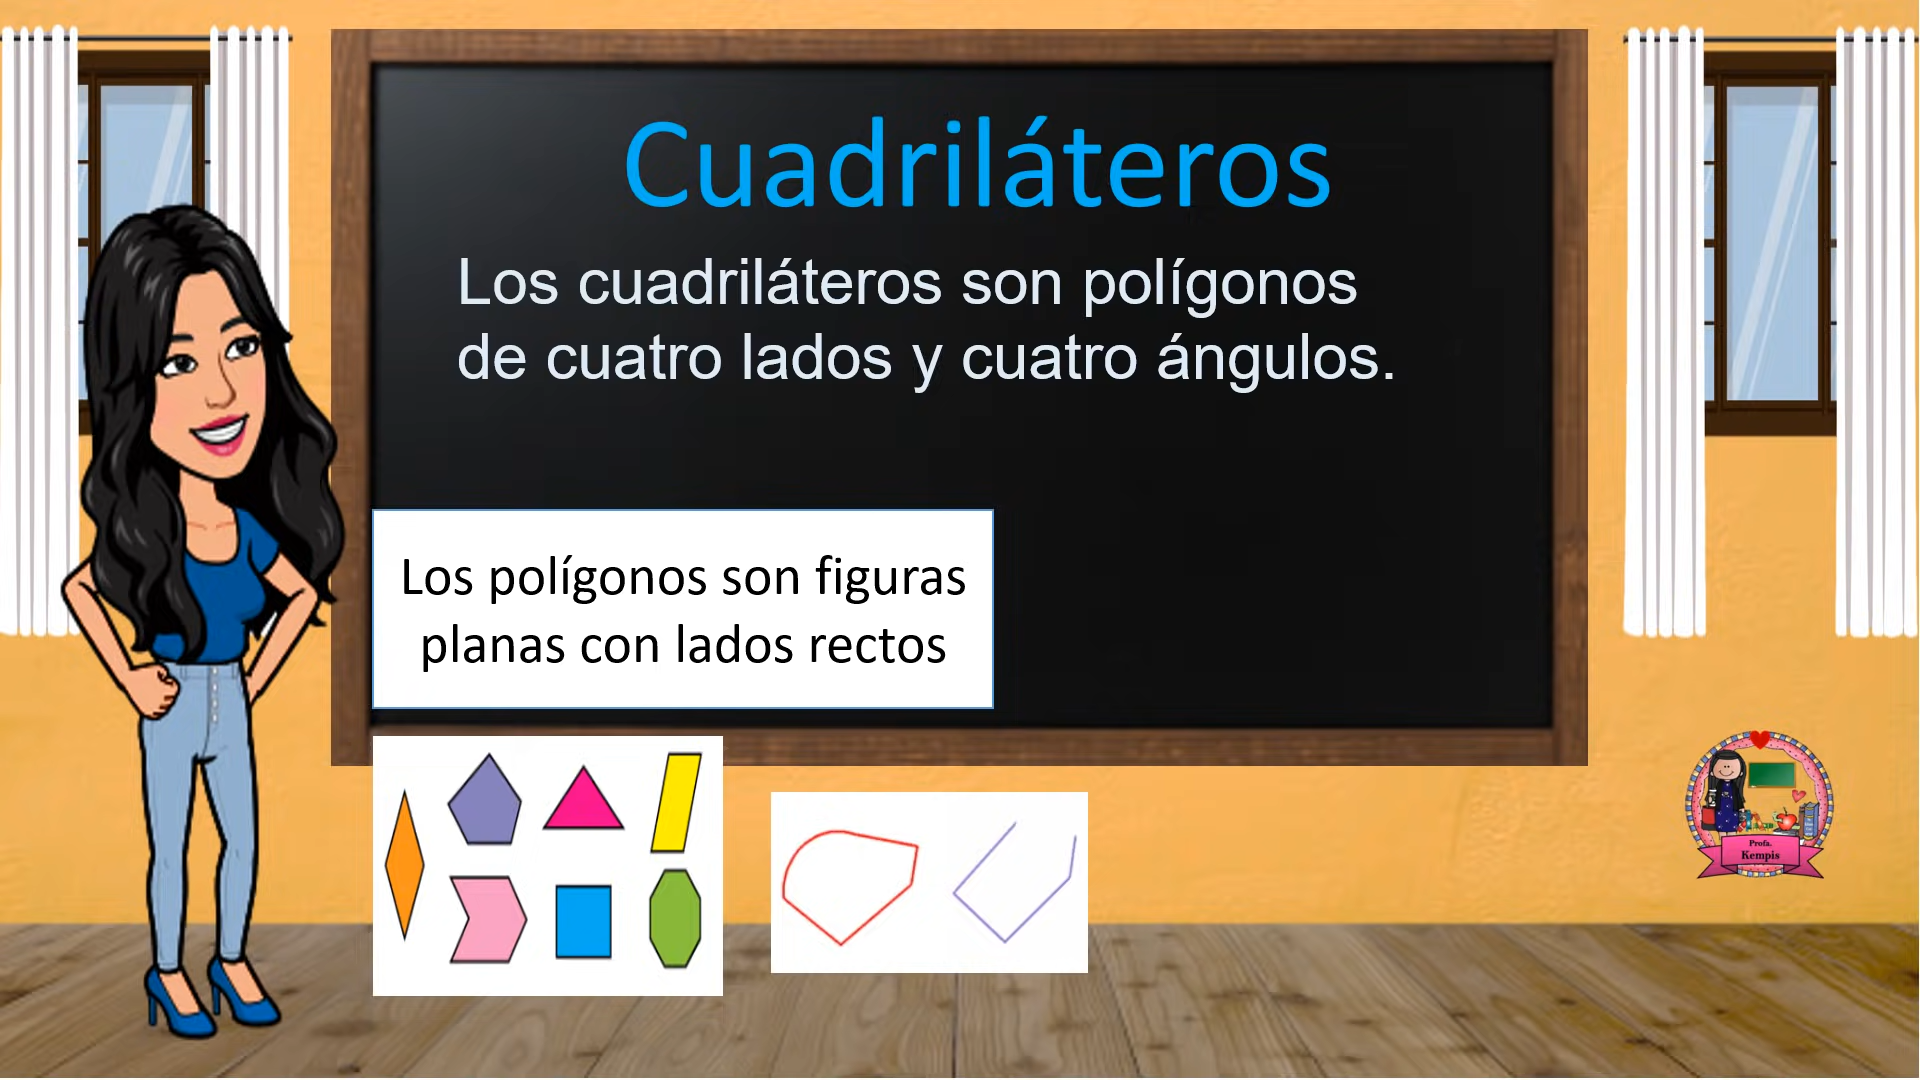 Cuadriláteros
Los cuadriláteros son polígonos
de cuatro lados y cuatro ángulos.
Los polígonos son figuras
planas con lados rectos
Profa.
Kempis